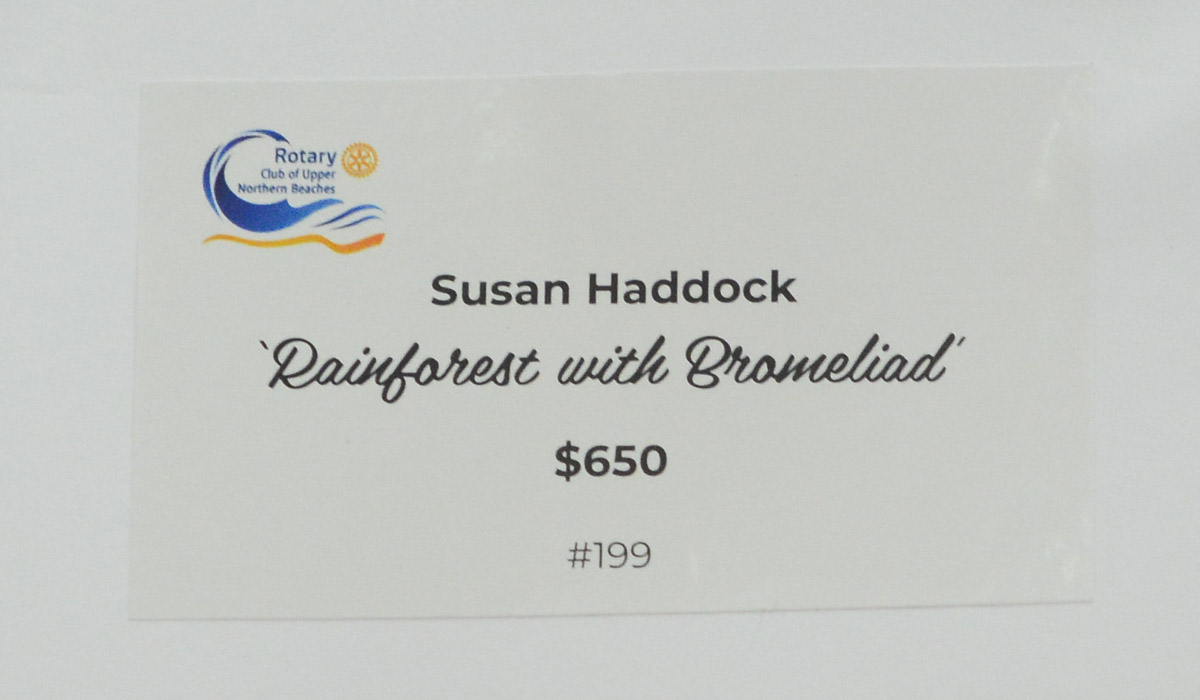 Rotary
Club of Upper
Northern Beaches
Susan Haddock
‘Rainforest with Bromeliad’
$650
#199